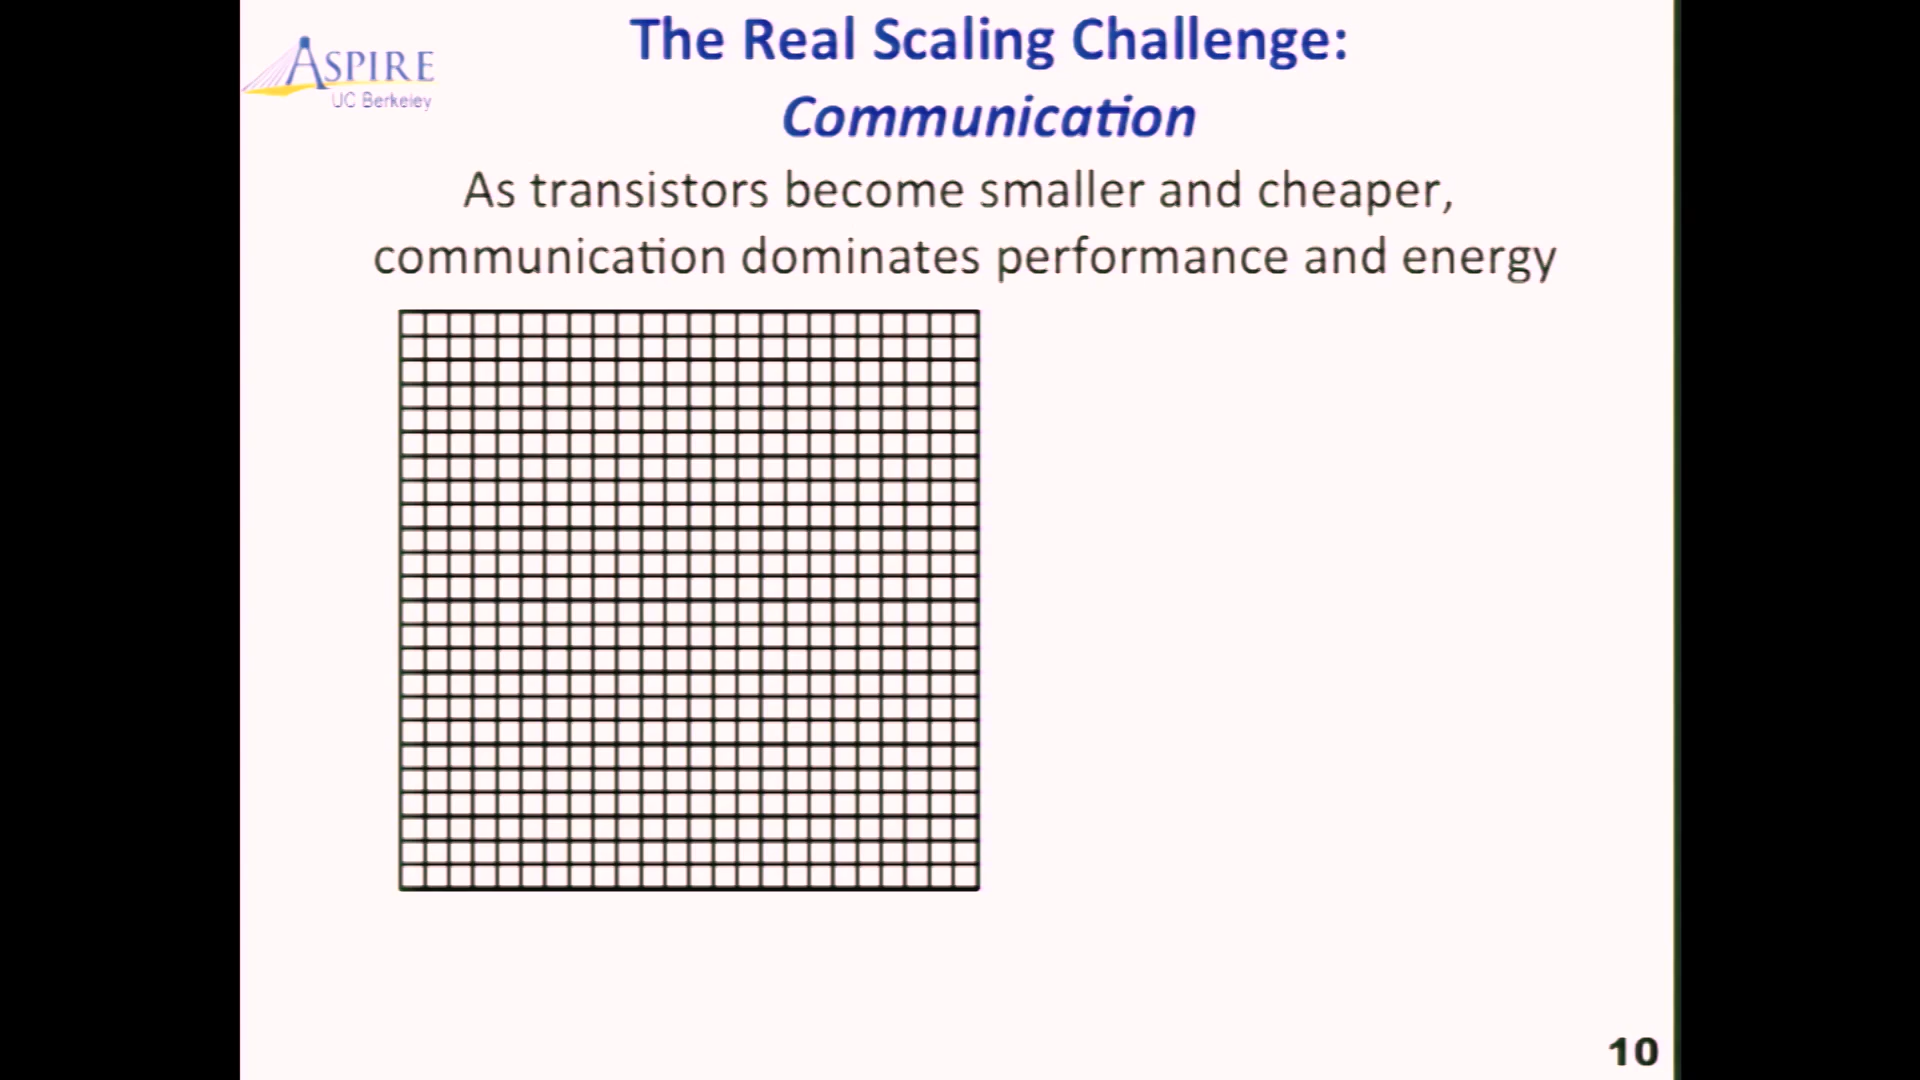 ASPIRE
UC Berkeley
The Real Scaling Challenge:
Communication
As transistors become smaller and cheaper,
communication dominates performance and energy
10